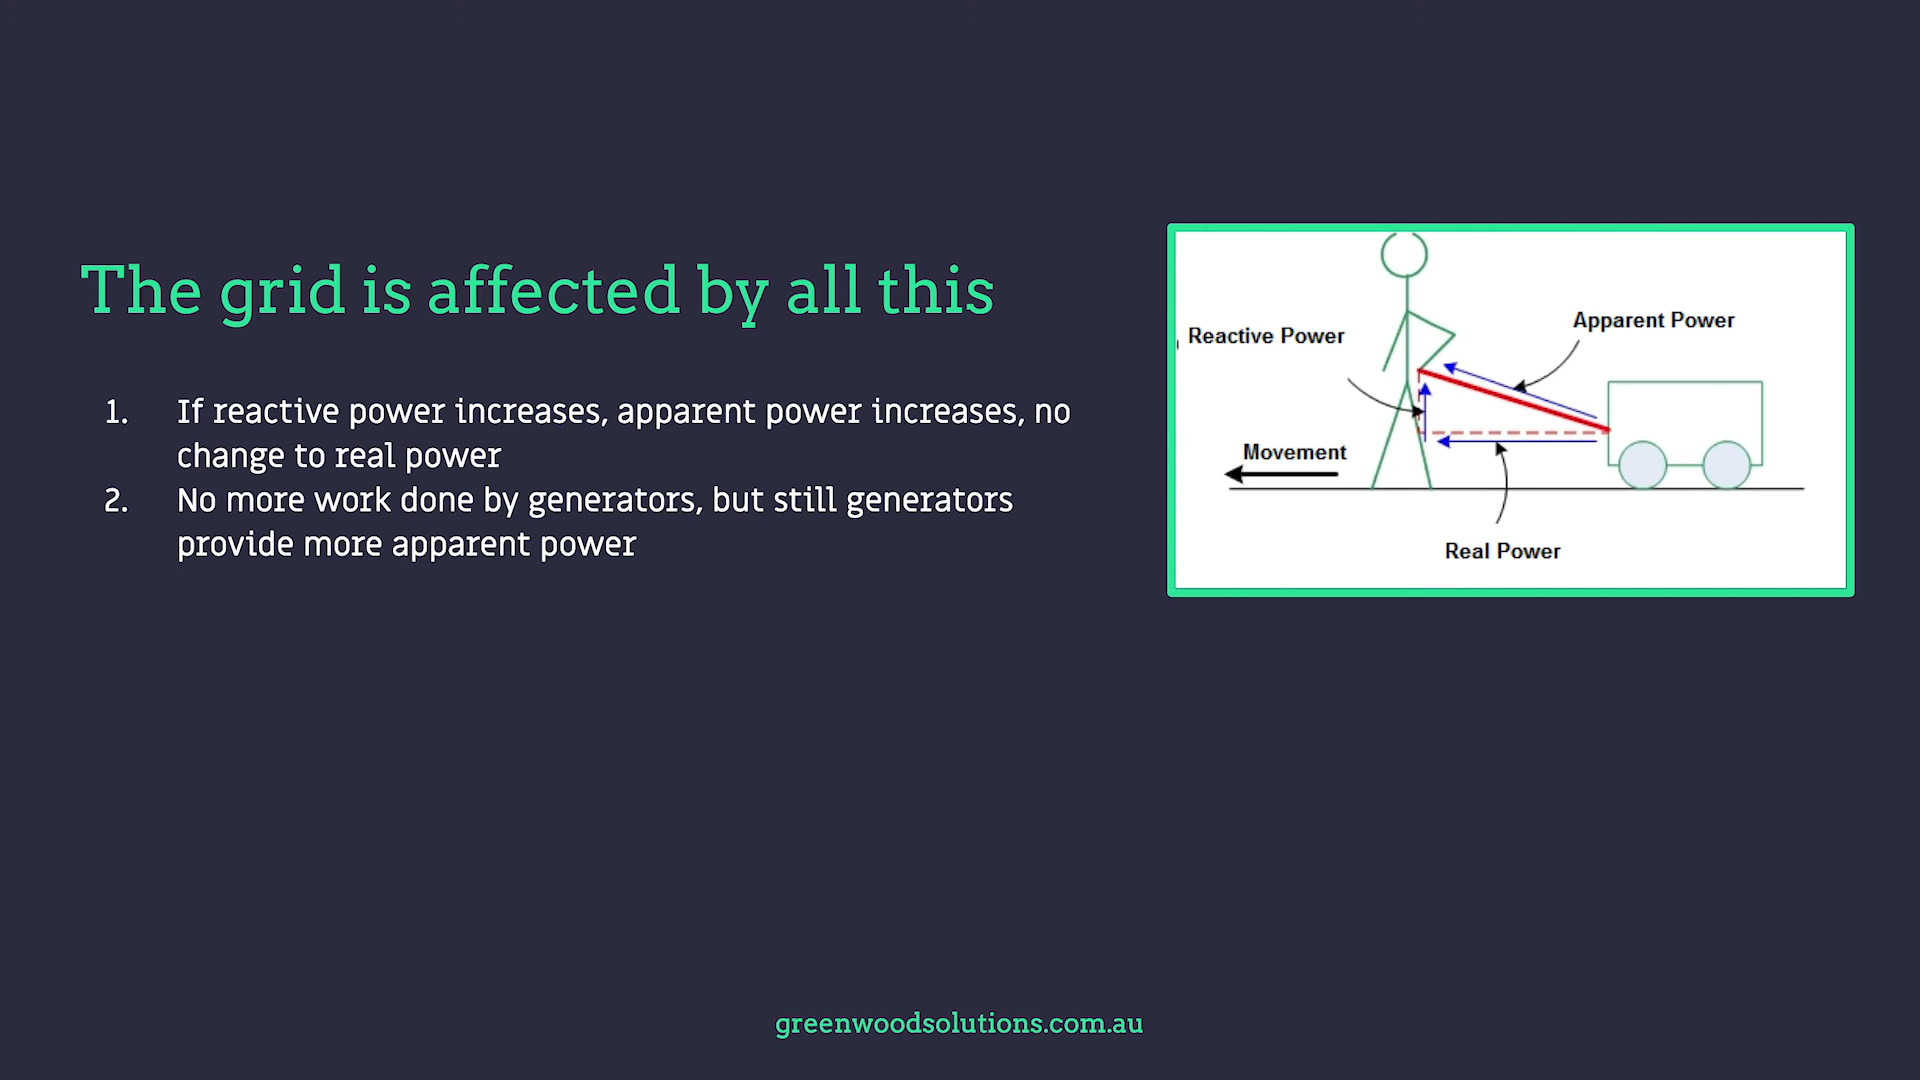 The grid is affected by all this
1. If reactive power increases, apparent power increases, no
change to real power
2. No more work done by generators, but still generators
provide more apparent power
Reactive Power
Apparent Power
Movement
Real Power
greenwoodsolutions.com.au